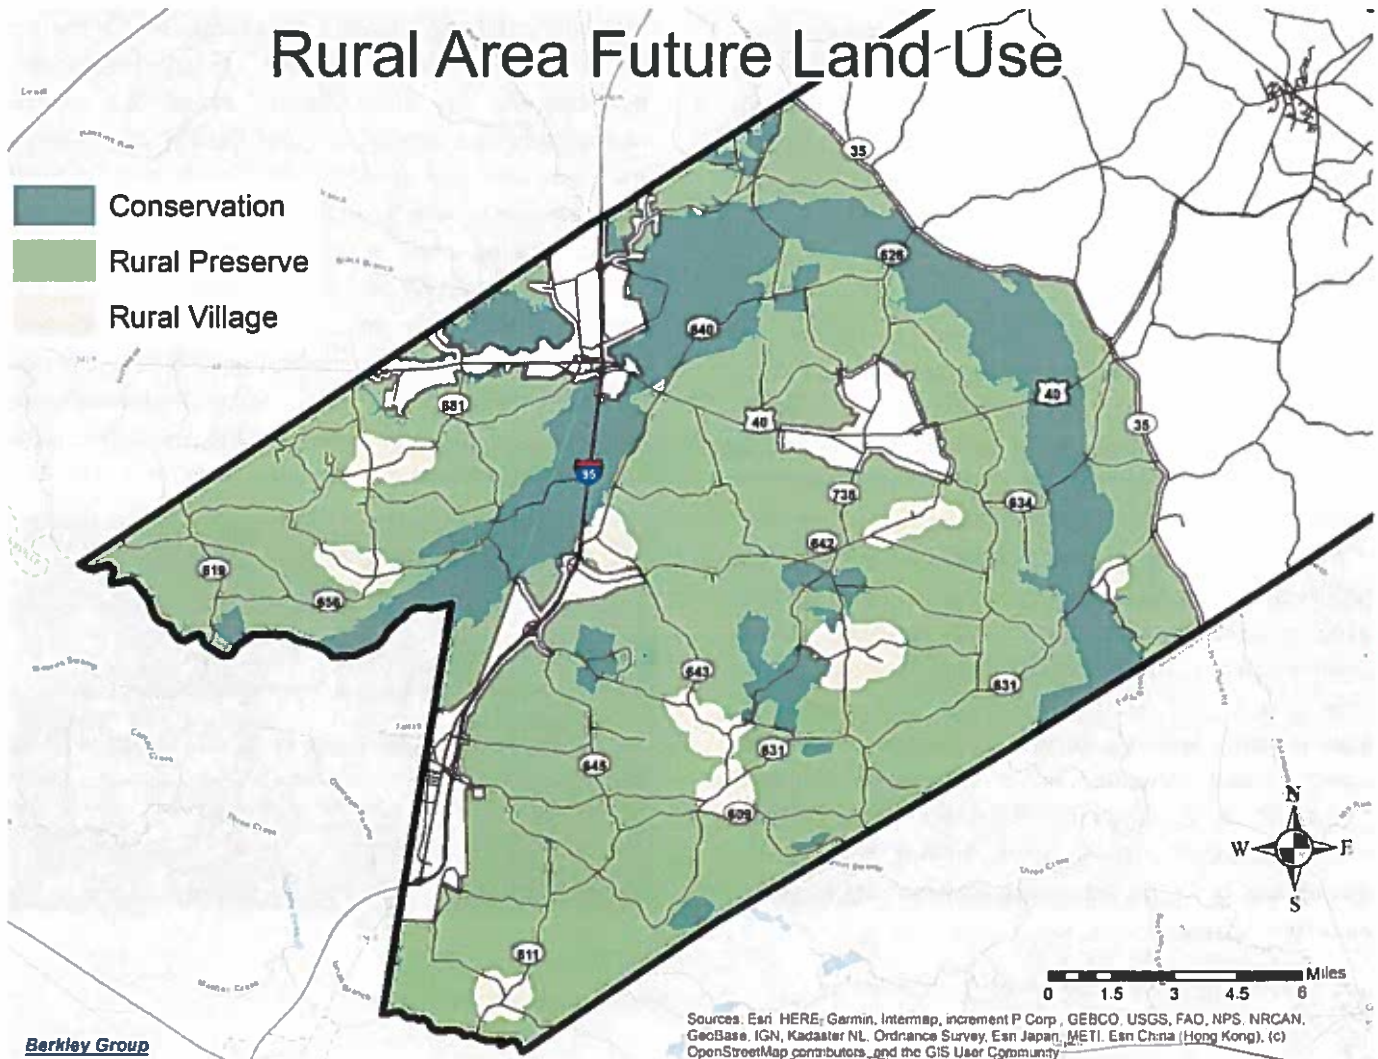 Rural Area Future Land Use
Conservation
Rural Preserve
Rural Village
35
626
640
40
681
40
35
95
735
634
642
619
656
643
631
631
645
609
611
N
W
E
S
Miles
0 1.5 3 4.5 6
Berkley Group
Sources: Esri, HERE, Garmin, Intermap, increment P Corp., GEBCO, USGS, FAO, NPS, NRCAN,
GeoBase, IGN, Kadaster NL, Ordnance Survey, Esri Japan, METI, Esri China (Hong Kong), (c)
OpenStreetMap contributors, and the GIS User Community